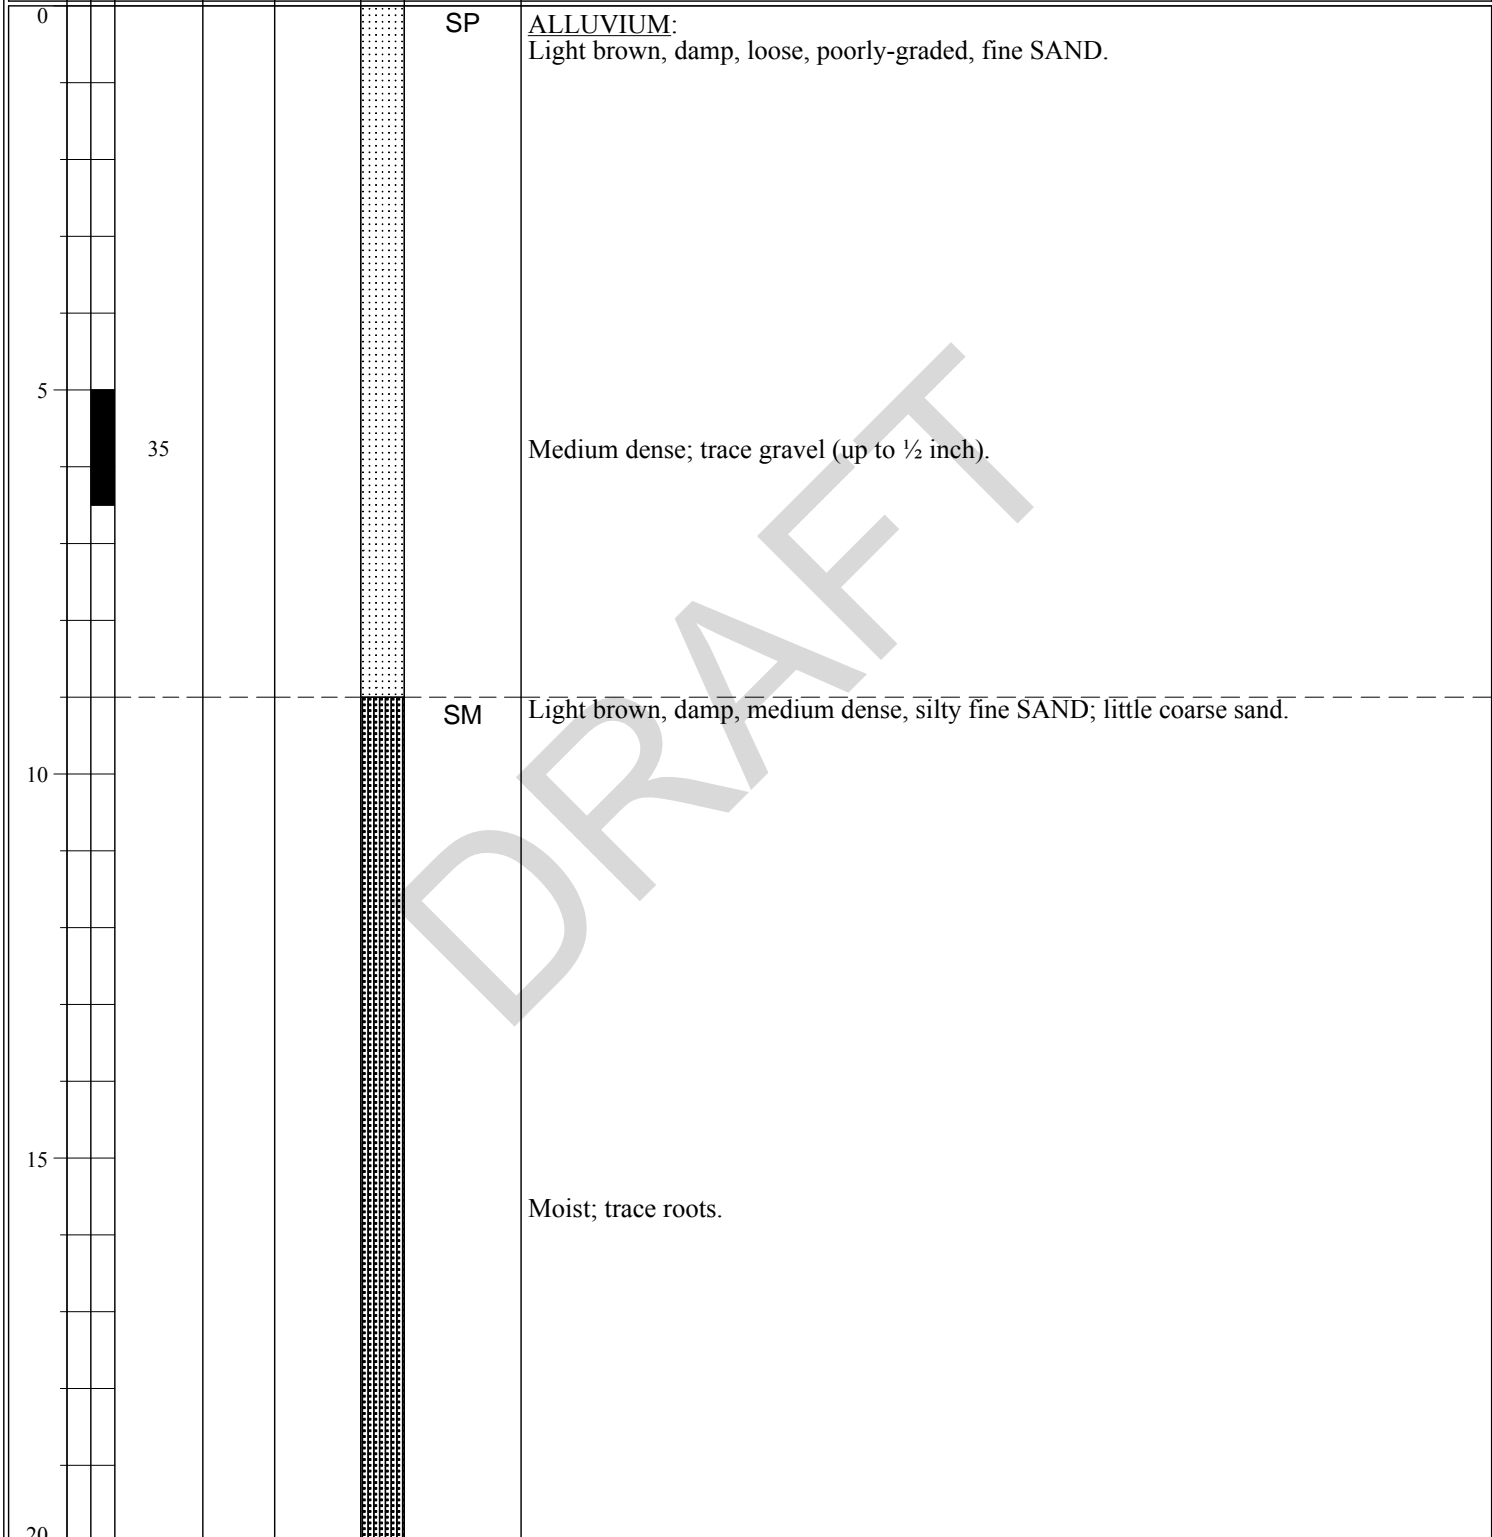 0 SP ALLUVIUM:
Light brown, damp, loose, poorly-graded, fine SAND.
5
35 Medium dense; trace gravel (up to ½ inch).
SM Light brown, damp, medium dense, silty fine SAND; little coarse sand.
10
15
Moist; trace roots.
20
DRAFT